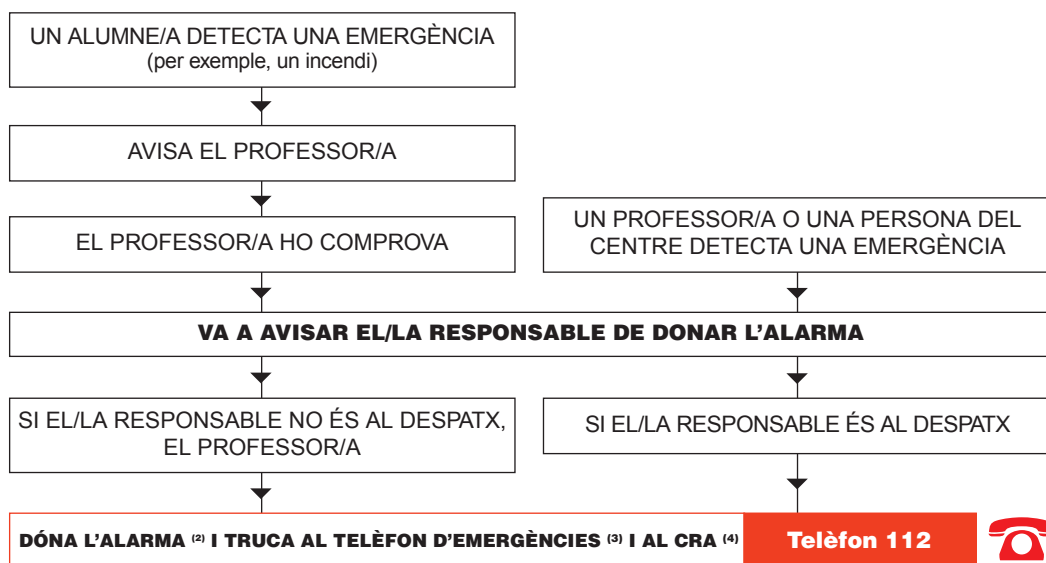 UN ALUMNE/A DETECTA UNA EMERGÈNCIA
(per exemple, un incendi)
AVISA EL PROFESSOR/A
EL PROFESSOR/A HO COMPROVA
UN PROFESSOR/A O UNA PERSONA DEL
CENTRE DETECTA UNA EMERGÈNCIA
VA A AVISAR EL/LA RESPONSABLE DE DONAR L'ALARMA
SI EL/LA RESPONSABLE NO ÉS AL DESPATX,
EL PROFESSOR/A
SI EL/LA RESPONSABLE ÉS AL DESPATX
DÓNA L'ALARMA (2) I TRUCA AL TELÈFON D'EMERGÈNCIES (3) I AL CRA (4)
Telèfon 112